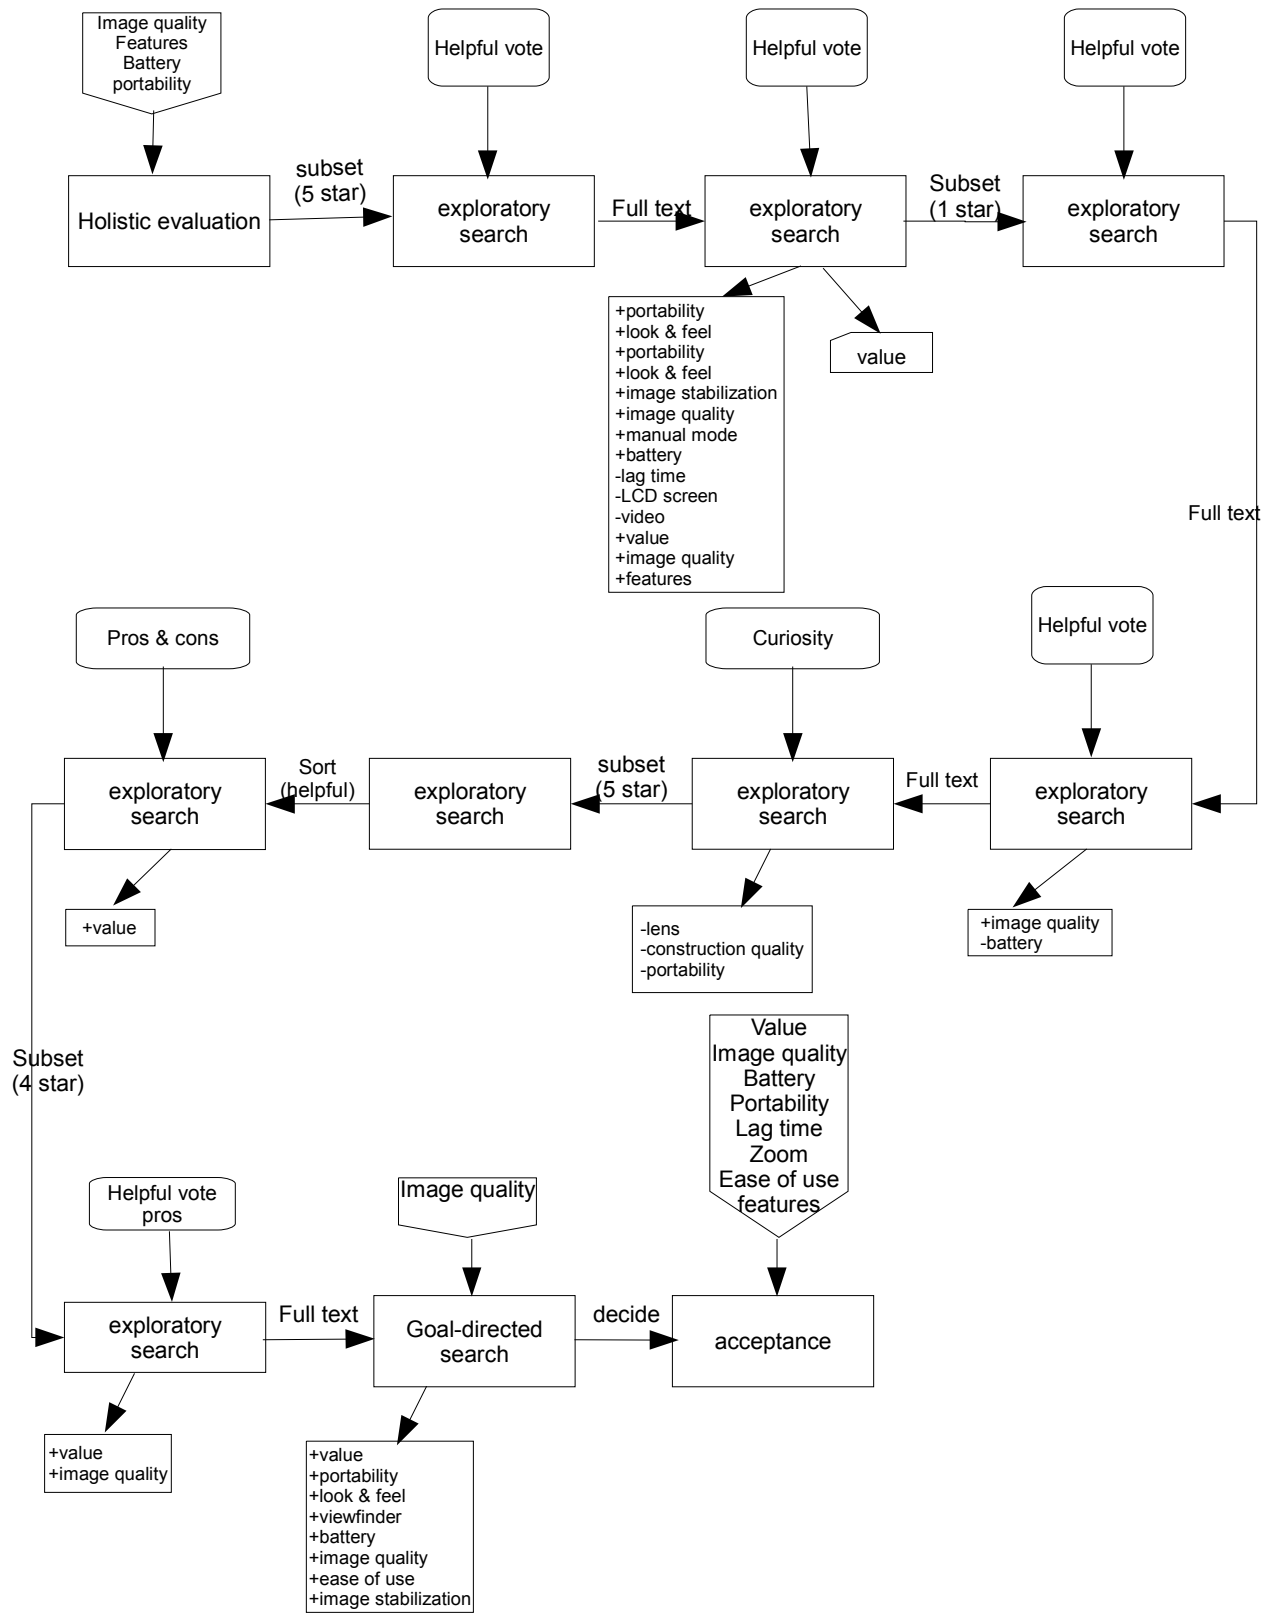 Image quality
Features
Battery
portability
Helpful vote
Helpful vote
Helpful vote
Holistic evaluation
subset
(5 star)
exploratory
search
Full text
exploratory
search
Subset
(1 star)
exploratory
search
+portability
+look & feel
+portability
+look & feel
+image stabilization
+image quality
+manual mode
+battery
-lag time
-LCD screen
-video
+value
+image quality
+features
value
Full text
Pros & cons
Curiosity
Helpful vote
exploratory
search
Sort
(helpful)
exploratory
search
subset
(5 star)
exploratory
search
Full text
exploratory
search
+value
-lens
-construction quality
-portability
+image quality
-battery
Subset
(4 star)
Value
Image quality
Battery
Portability
Lag time
Zoom
Ease of use
features
Helpful vote
pros
Image quality
exploratory
search
Full text
Goal-directed
search
decide
acceptance
+value
+image quality
+value
+portability
+look & feel
+viewfinder
+battery
+image quality
+ease of use
+image stabilization